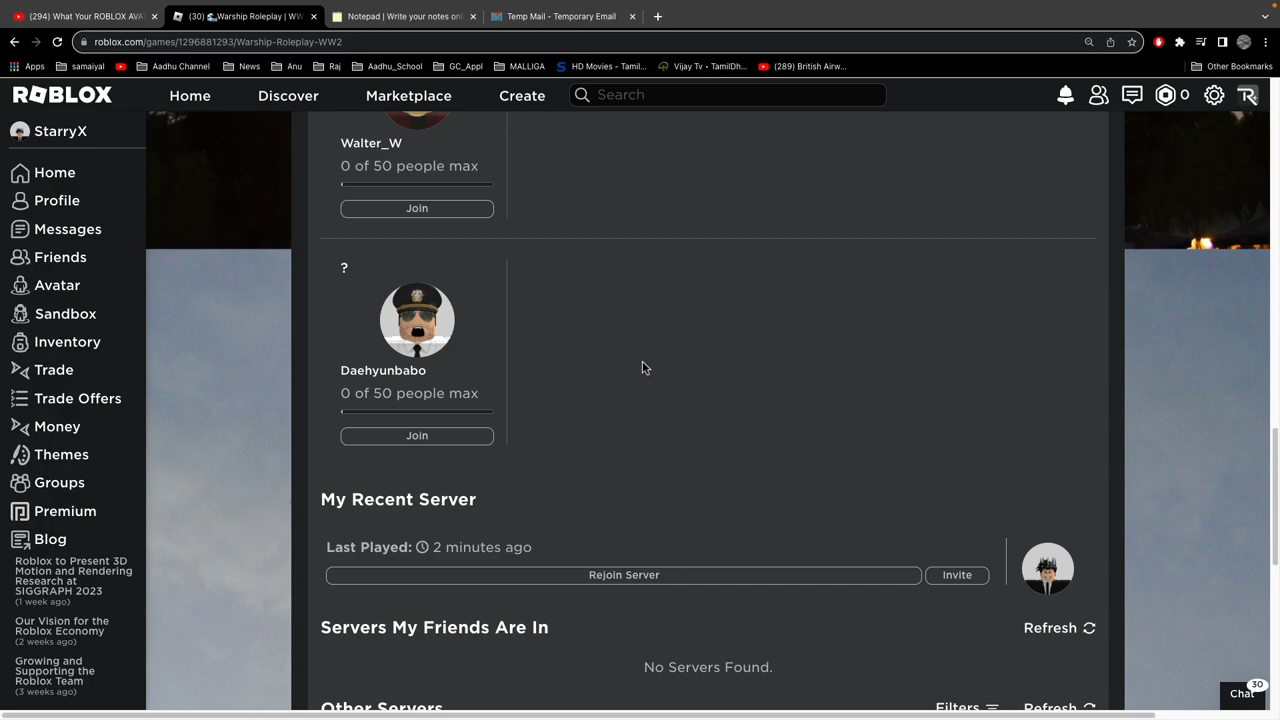 (294) What Your ROBLOX AVA
(30) 🌊Warship Roleplay | WW
Notepad | Write your notes onl
Temp Mail - Temporary Email
roblox.com/games/1296881293/Warship-Roleplay-WW2
Apps
samaiyal
Aadhu Channel
News
Anu
Raj
Aadhu_School
GC_Appl
MALLIGA
HD Movies - Tamil...
Vijay Tv • TamilDh...
(289) British Airw...
Other Bookmarks
ROBLOX
Home
Discover
Marketplace
Create
Search
0
StarryX
Home
Profile
Messages
Friends
Avatar
Sandbox
Inventory
Trade
Trade Offers
Money
Themes
Groups
Premium
Blog
Roblox to Present 3D
Motion and Rendering
Research at
SIGGRAPH 2023
(1 week ago)
Our Vision for the
Roblox Economy
(2 weeks ago)
Growing and
Supporting the
Roblox Team
(3 weeks ago)
Walter_W
0 of 50 people max
Join
?
Daehyunbabo
0 of 50 people max
Join
My Recent Server
Last Played: 2 minutes ago
Rejoin Server
Invite
Servers My Friends Are In
Refresh
No Servers Found.
Other Servers
Filters
Refresh
Chat
30